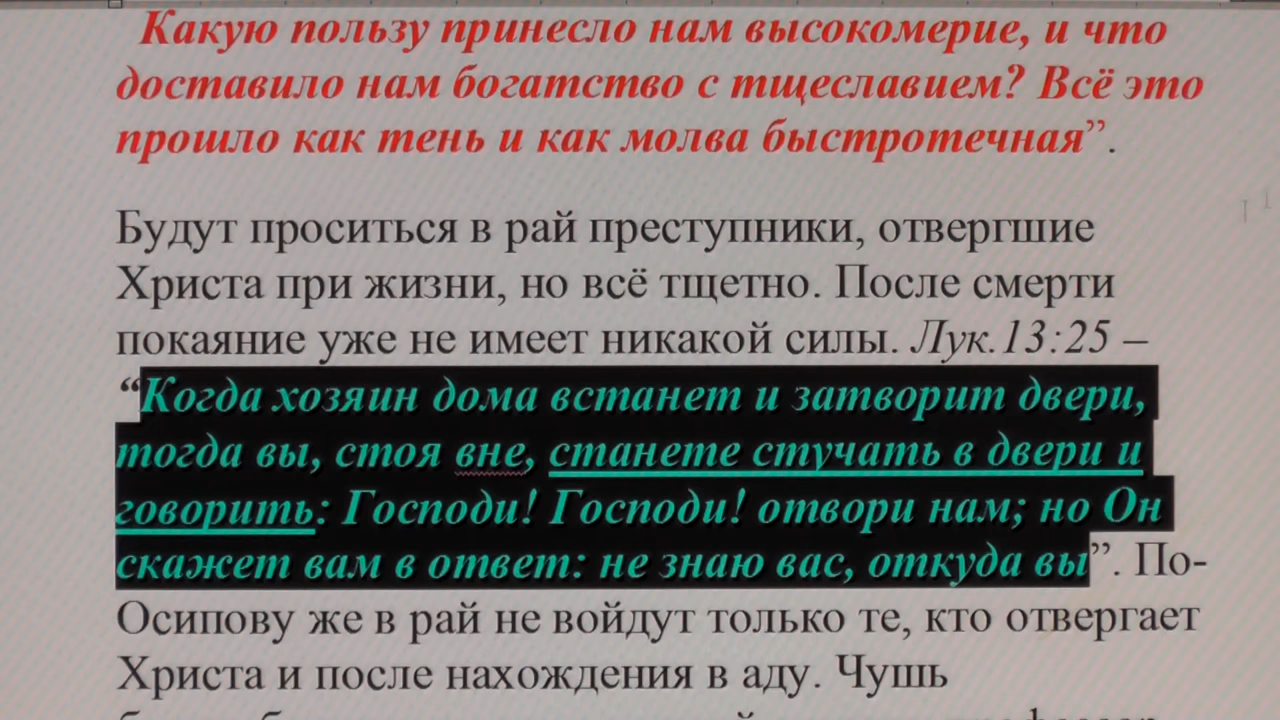 Какую пользу принесло нам высокомерие, и что
доставило нам богатство с тщеславием? Всё это
прошло как тень и как молва быстротечная”.
Будут проситься в рай преступники, отвергшие
Христа при жизни, но всё тщетно. После смерти
покаяние уже не имеет никакой силы. Лук.13:25 –
“Когда хозяин дома встанет и затворит двери,
тогда вы, стоя вне, станете стучать в двери и
говорить: Господи! Господи! отвори нам; но Он
скажет вам в ответ: не знаю вас, откуда вы”. По-
Осипову же в рай не войдут только те, кто отвергает
Христа и после нахождения в аду. Чушь